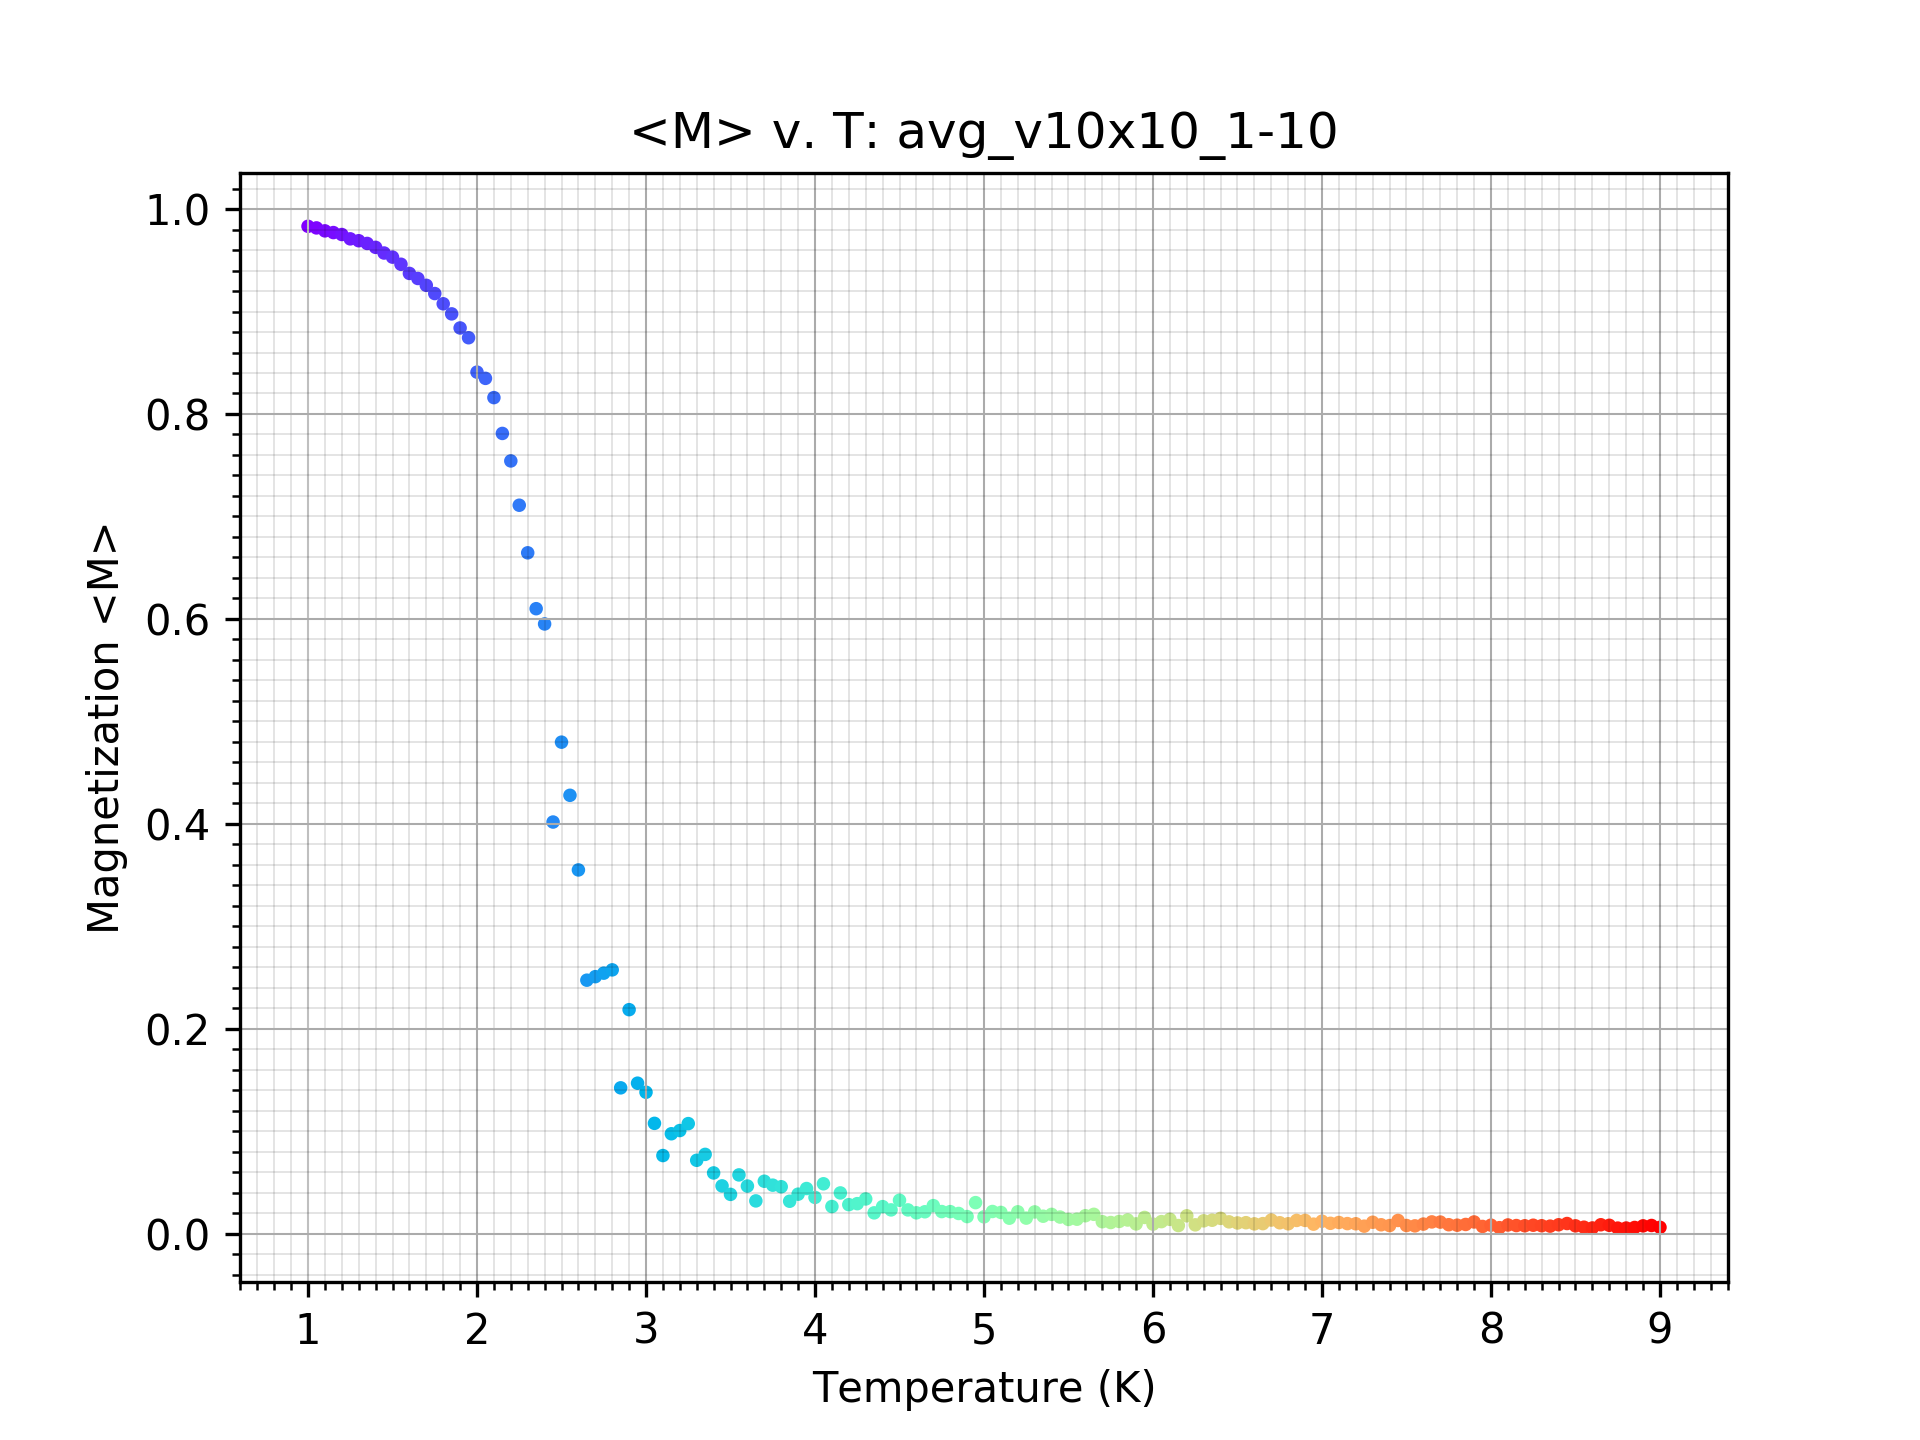 <M> v. T: avg_v10x10_1-10
1.0
0.8
0.6
0.4
0.2
0.0
Magnetization <M>
1 2 3 4 5 6 7 8 9
Temperature (K)